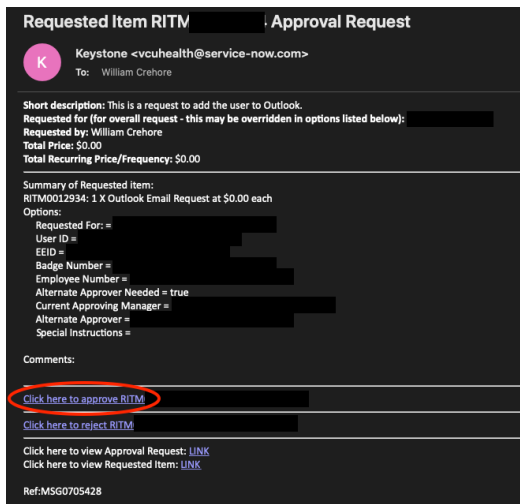 Requested Item RITM Approval Request
K
Keystone <vcuhealth@service-now.com>
To: William Crehore
Short description: This is a request to add the user to Outlook.
Requested for (for overall request - this may be overridden in options listed below):
Requested by: William Crehore
Total Price: $0.00
Total Recurring Price/Frequency: $0.00
Summary of Requested item:
RITM0012934: 1 X Outlook Email Request at $0.00 each
Options:
Requested For: =
User ID =
EEID =
Badge Number =
Employee Number =
Alternate Approver Needed = true
Current Approving Manager =
Alternate Approver =
Special Instructions =
Comments:
Click here to approve RITM
Click here to reject RITM
Click here to view Approval Request: LINK
Click here to view Requested Item: LINK
Ref:MSG0705428